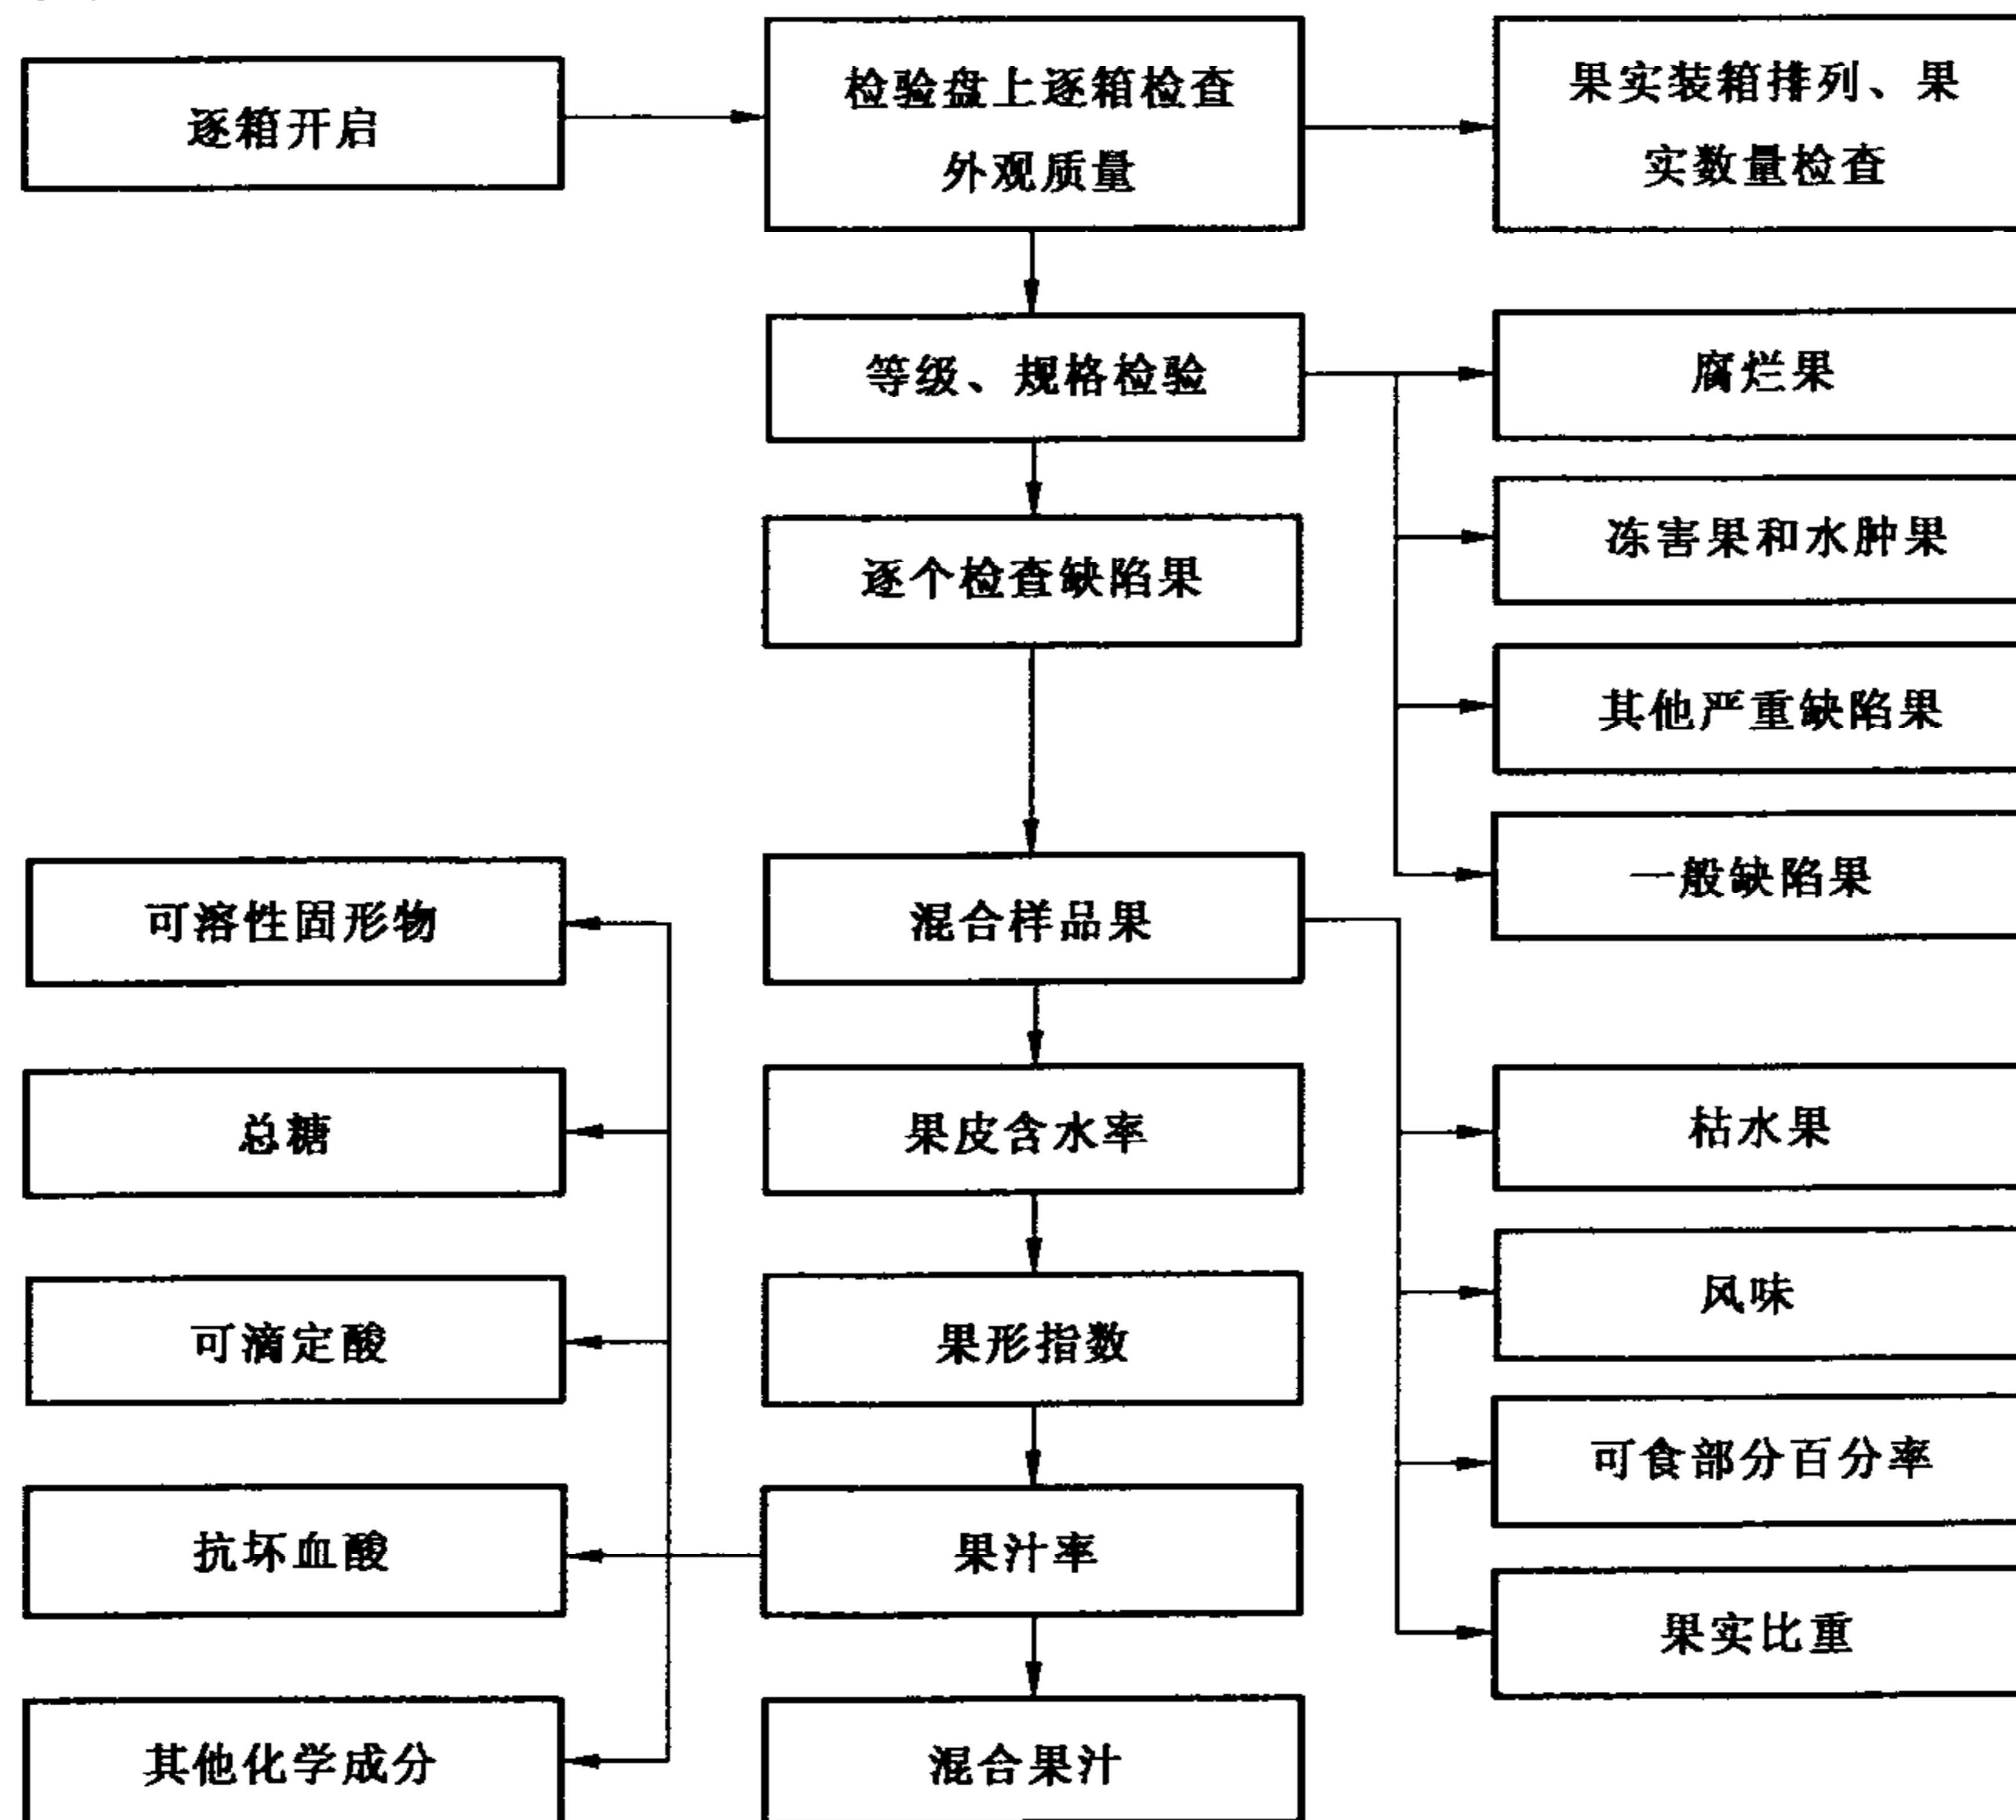 逐箱开启
检验盘上逐箱检查
外观质量
果实装箱排列、果
实数量检查
等级、规格检验
腐烂果
逐个检查缺陷果
冻害果和水肿果
其他严重缺陷果
一般缺陷果
可溶性固形物
混合样品果
总糖
果皮含水率
枯水果
可滴定酸
果形指数
风味
可食部分百分率
抗坏血酸
果汁率
果实比重
其他化学成分
混合果汁